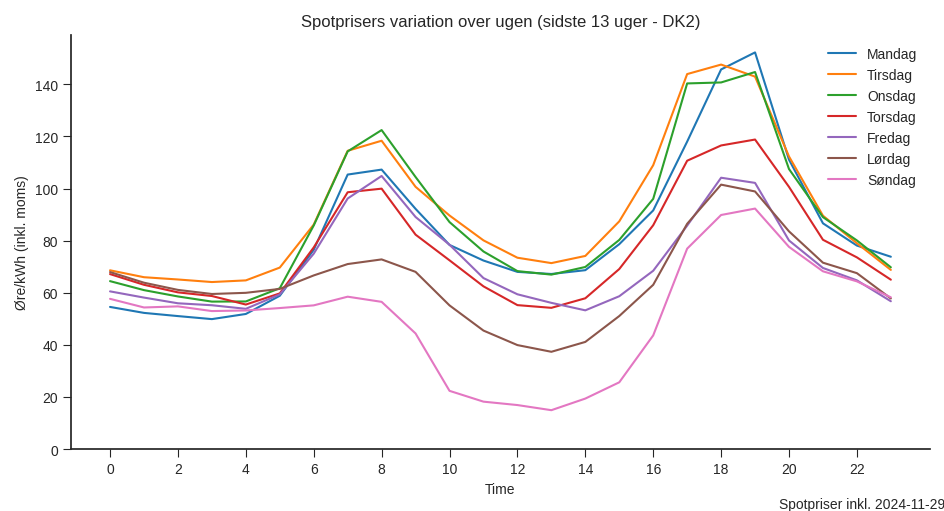 Spotprisers variation over ugen (sidste 13 uger - DK2)
Mandag
Tirsdag
Onsdag
Torsdag
Fredag
Lørdag
Søndag
Øre/kWh (inkl. moms)
140
120
100
80
60
40
20
0
0 2 4 6 8 10 12 14 16 18 20 22
Time
Spotpriser inkl. 2024-11-29